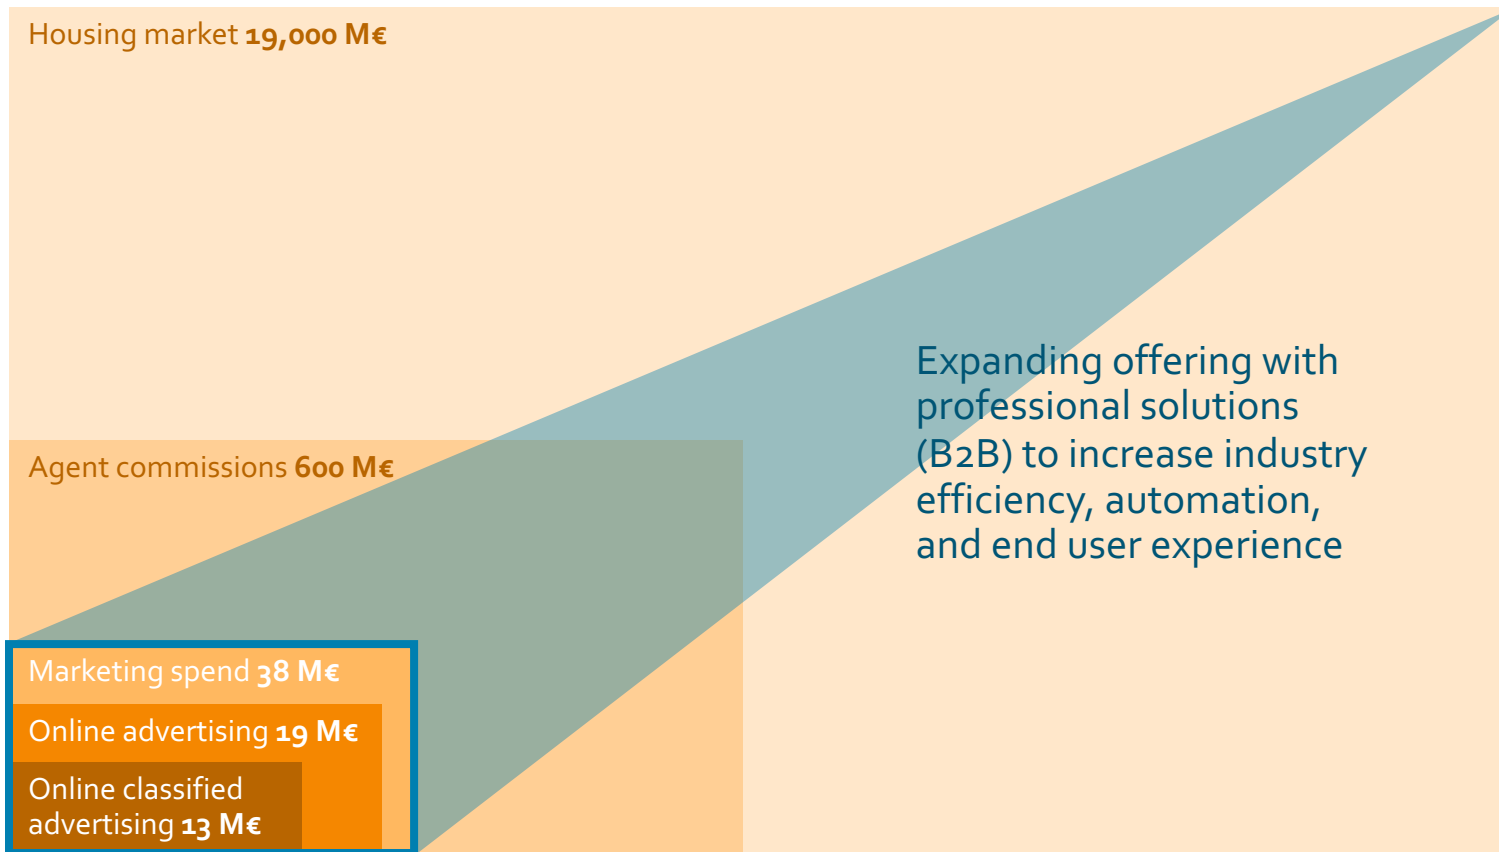 Housing market 19,000 M€
Expanding offering with
professional solutions
(B2B) to increase industry
efficiency, automation,
and end user experience
Agent commissions 600 M€
Marketing spend 38 M€
Online advertising 19 M€
Online classified
advertising 13 M€